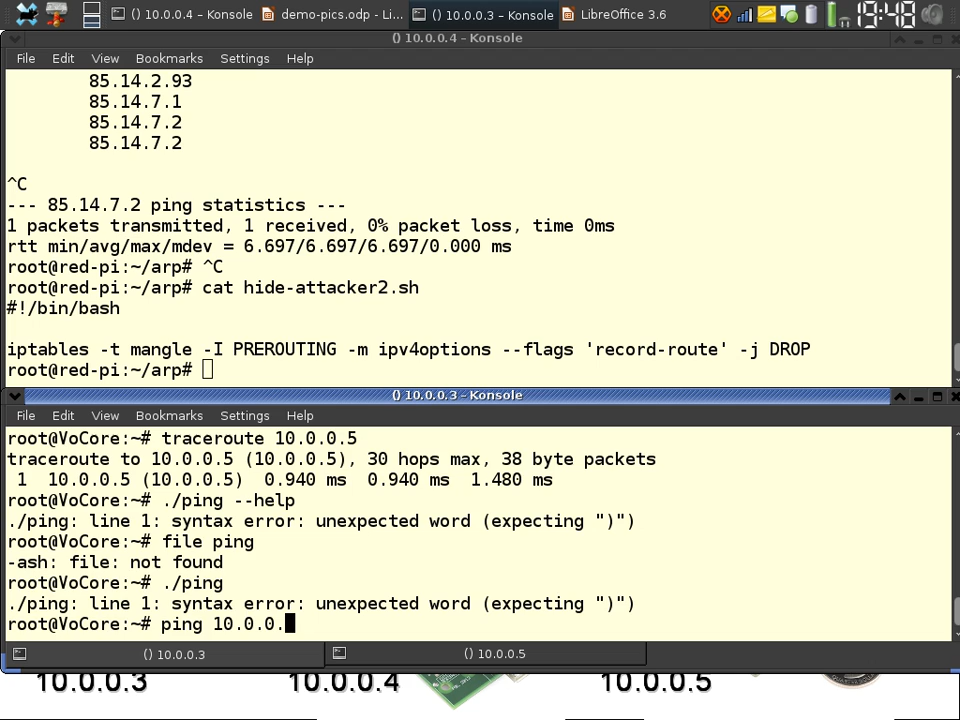 () 10.0.0.4 – Konsole
demo-pics.odp - Li...
() 10.0.0.3 – Konsole
LibreOffice 3.6
19:48
() 10.0.0.4 – Konsole
File Edit View Bookmarks Settings Help
85.14.2.93
85.14.7.1
85.14.7.2
85.14.7.2
^C
--- 85.14.7.2 ping statistics ---
1 packets transmitted, 1 received, 0% packet loss, time 0ms
rtt min/avg/max/mdev = 6.697/6.697/6.697/0.000 ms
root@red-pi:~/arp# ^C
root@red-pi:~/arp# cat hide-attacker2.sh
#!/bin/bash
iptables -t mangle -I PREROUTING -m ipv4options --flags 'record-route' -j DROP
root@red-pi:~/arp#
() 10.0.0.3 – Konsole
File Edit View Bookmarks Settings Help
root@VoCore:~# traceroute 10.0.0.5
traceroute to 10.0.0.5 (10.0.0.5), 30 hops max, 38 byte packets
1 10.0.0.5 (10.0.0.5) 0.940 ms 0.940 ms 1.480 ms
root@VoCore:~# ./ping --help
./ping: line 1: syntax error: unexpected word (expecting ")")
root@VoCore:~# file ping
-ash: file: not found
root@VoCore:~# ./ping
./ping: line 1: syntax error: unexpected word (expecting ")")
root@VoCore:~# ping 10.0.0.
() 10.0.0.3
() 10.0.0.5
10.0.0.3
10.0.0.4
10.0.0.5